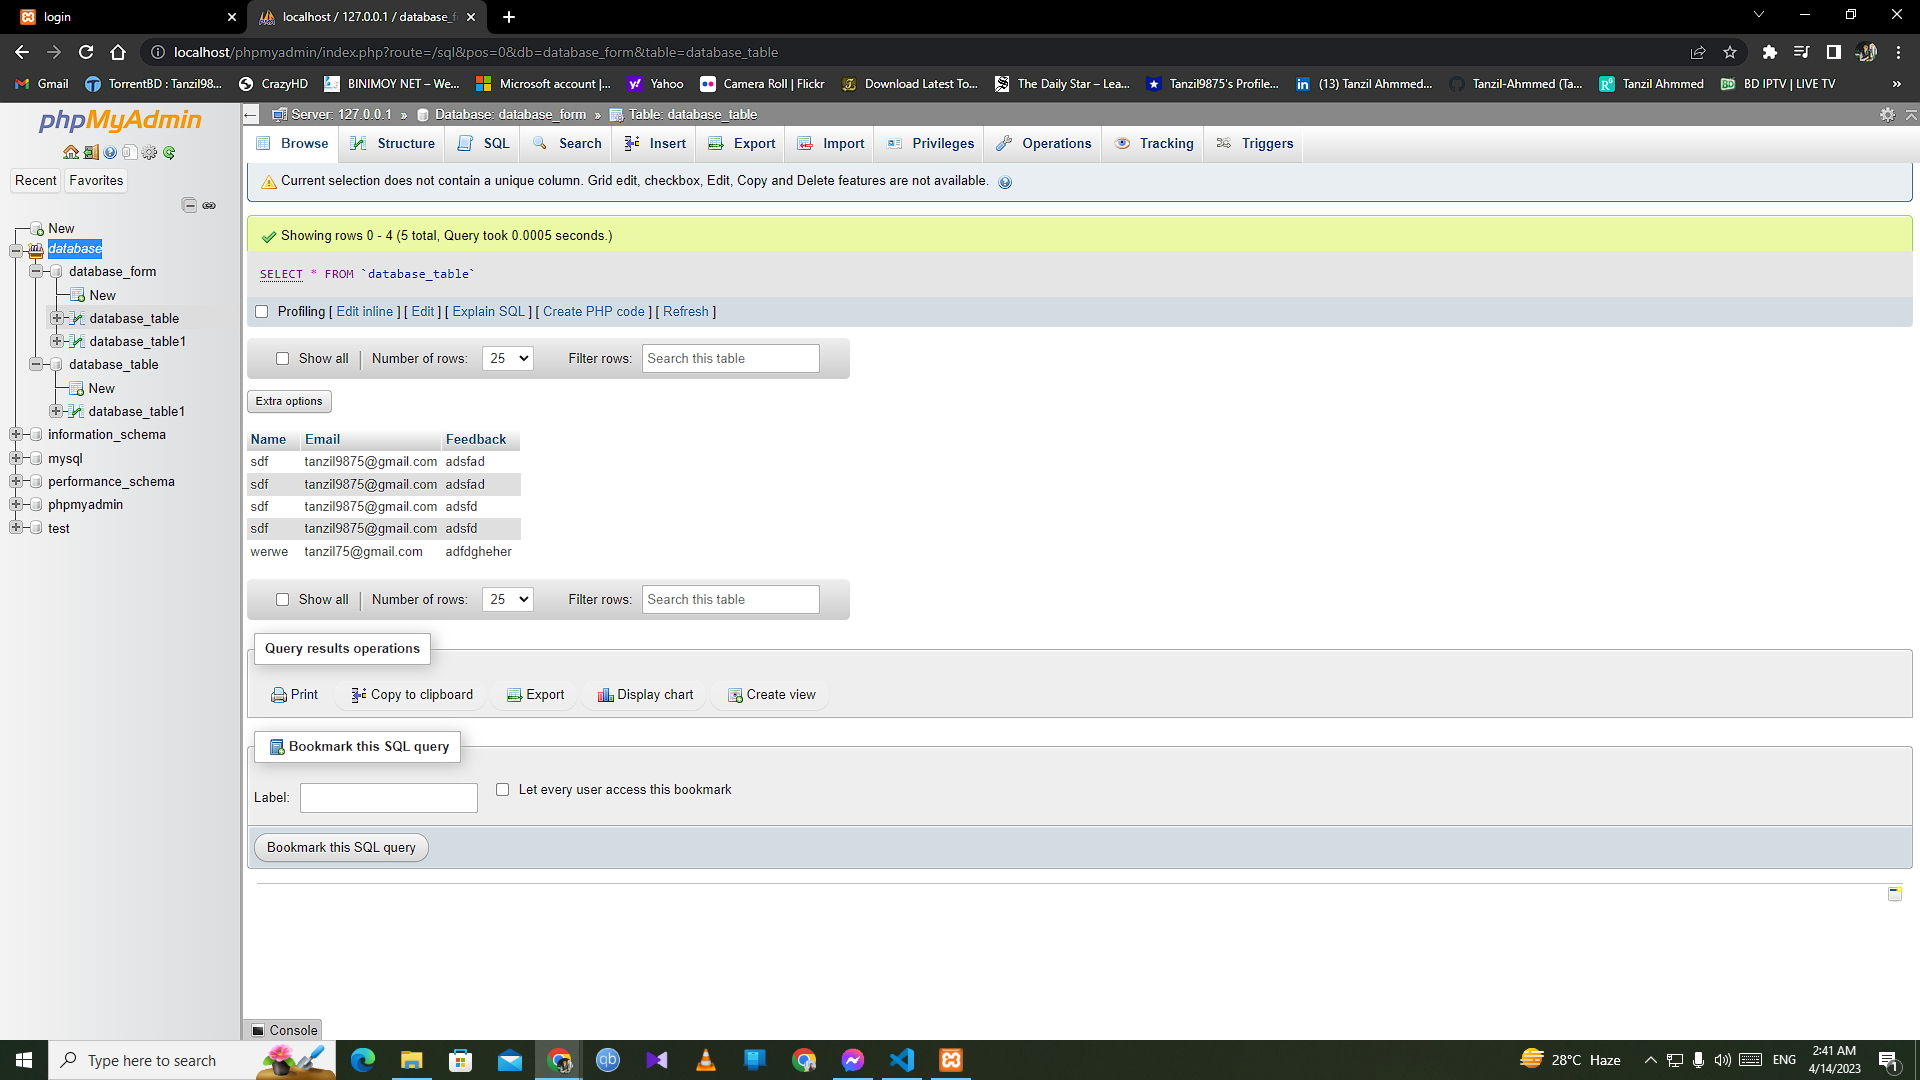 login
localhost / 127.0.0.1 / database_f
localhost/phpmyadmin/index.php?route=/sql&pos=0&db=database_form&table=database_table
Gmail
TorrentBD : Tanzil98...
CrazyHD
BINIMOY NET – We...
Microsoft account |...
Yahoo
Camera Roll | Flickr
Download Latest To...
The Daily Star – Lea...
Tanzil9875's Profile...
(13) Tanzil Ahmmed...
Tanzil-Ahmmed (Ta...
Tanzil Ahmmed
BD IPTV | LIVE TV
»
phpMyAdmin
Recent
Favorites
New
database
database_form
New
database_table
database_table1
database_table
New
database_table1
information_schema
mysql
performance_schema
phpmyadmin
test
Server: 127.0.0.1 » Database: database_form » Table: database_table
Browse
Structure
SQL
Search
Insert
Export
Import
Privileges
Operations
Tracking
Triggers
Current selection does not contain a unique column. Grid edit, checkbox, Edit, Copy and Delete features are not available.
Showing rows 0 - 4 (5 total, Query took 0.0005 seconds.)
SELECT * FROM `database_table`
Profiling [ Edit inline ] [ Edit ] [ Explain SQL ] [ Create PHP code ] [ Refresh ]
Show all | Number of rows: 25 Filter rows: Search this table
Extra options
Name Email Feedback
sdf tanzil9875@gmail.com adsfad
sdf tanzil9875@gmail.com adsfad
sdf tanzil9875@gmail.com adsfd
sdf tanzil9875@gmail.com adsfd
werwe tanzil75@gmail.com adfdgheher
Show all | Number of rows: 25 Filter rows: Search this table
Query results operations
Print
Copy to clipboard
Export
Display chart
Create view
Bookmark this SQL query
Label:
Let every user access this bookmark
Bookmark this SQL query
Console
Type here to search
28°C Haze
ENG
2:41 AM
4/14/2023
1